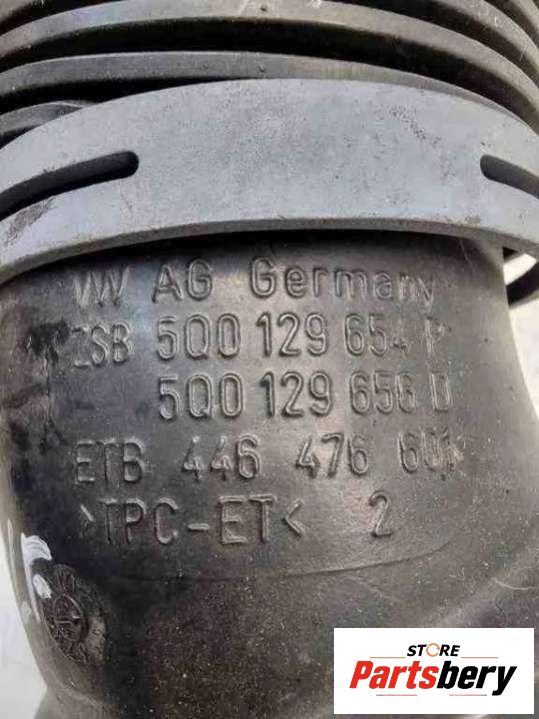 VW AG Germany
ZSB 5Q0 129 654 P
5Q0 129 656 D
ETB 446 476 601
>TPC-ET< 2
STORE
Partsbery